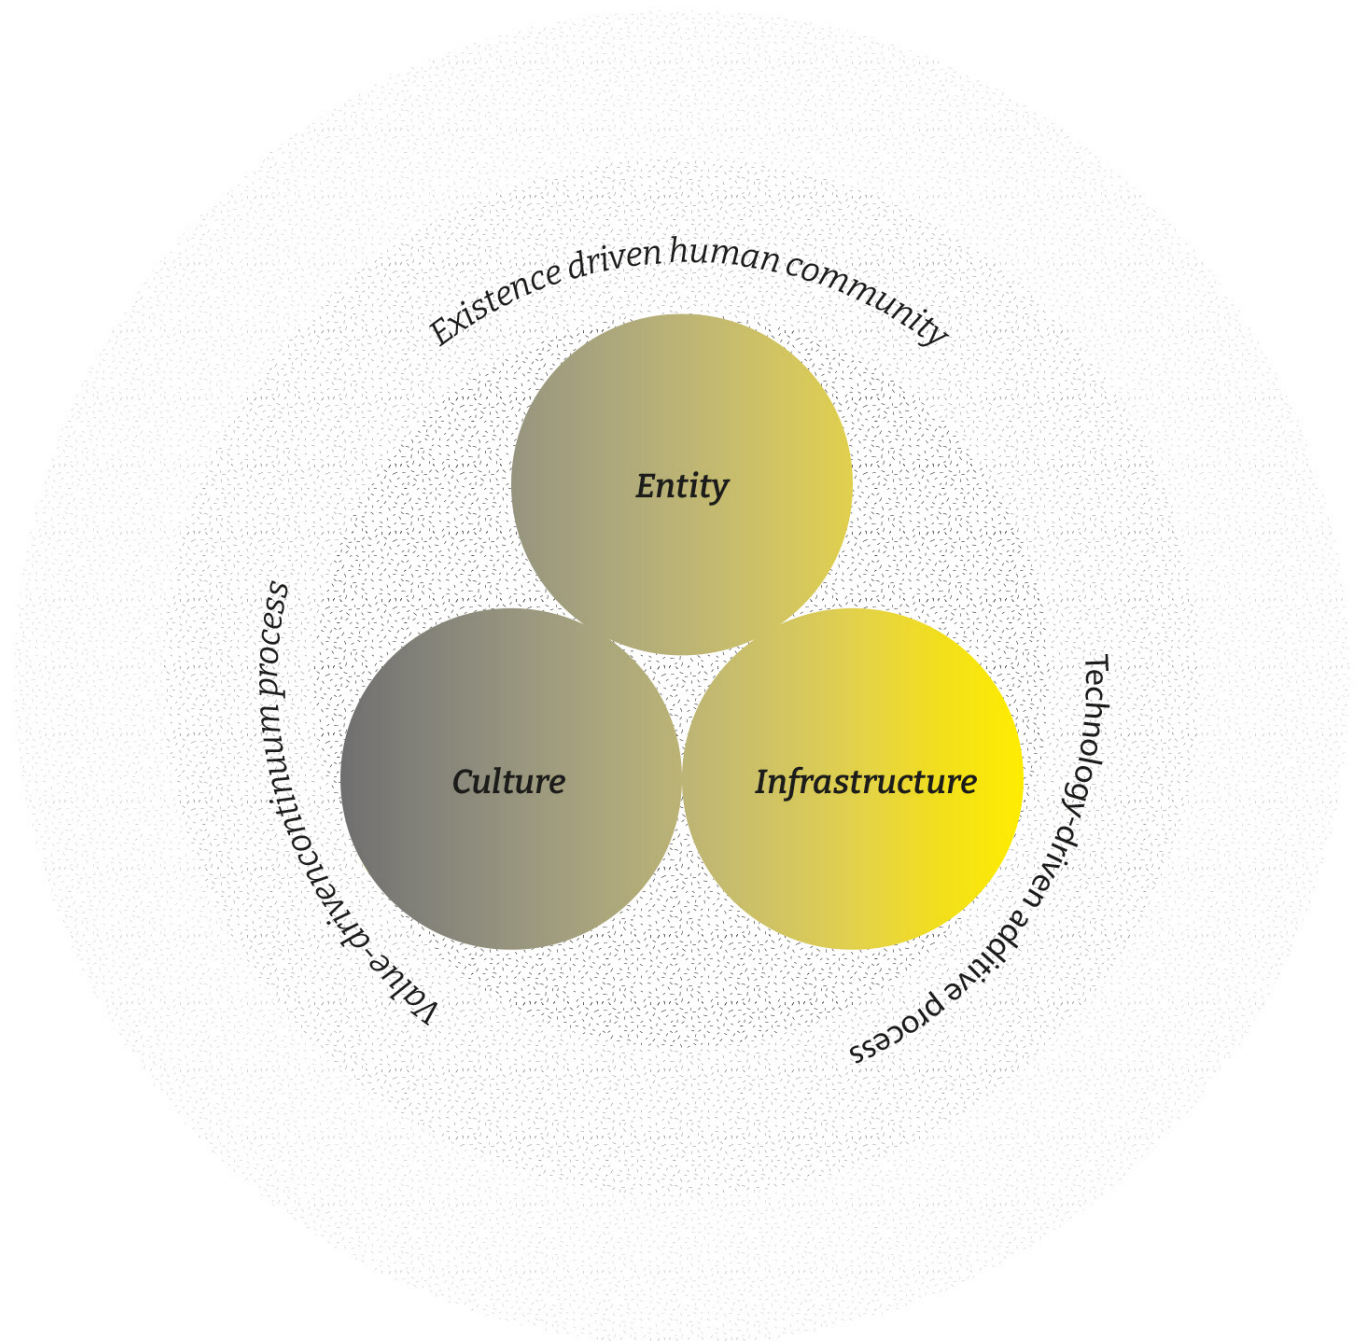 Existence driven human community
Entity
Value-drivencontinuum process
Culture
Infrastructure
Technology-driven additive process